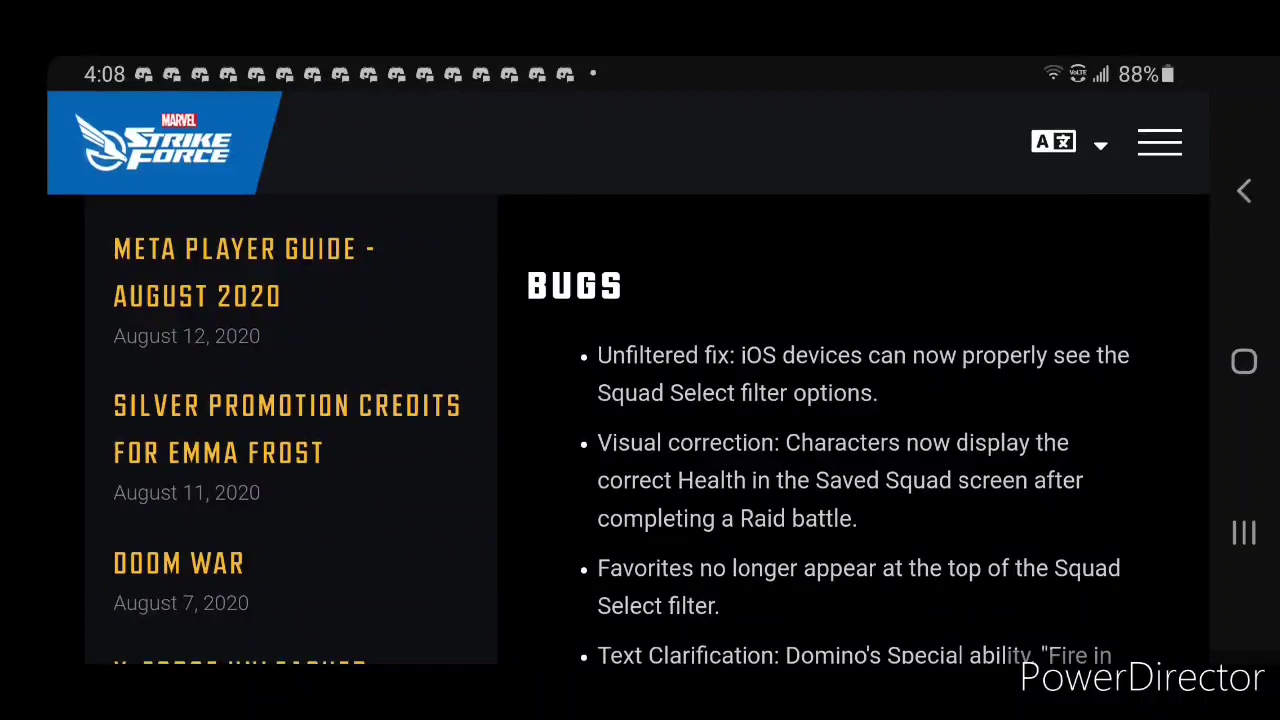 4:08
VoLTE
88%
MARVEL
STRIKE
FORCE
A 文
META PLAYER GUIDE -
AUGUST 2020
August 12, 2020
SILVER PROMOTION CREDITS
FOR EMMA FROST
August 11, 2020
DOOM WAR
August 7, 2020
BUGS
• Unfiltered fix: iOS devices can now properly see the
Squad Select filter options.
• Visual correction: Characters now display the
correct Health in the Saved Squad screen after
completing a Raid battle.
• Favorites no longer appear at the top of the Squad
Select filter.
• Text Clarification: Domino's Special ability, "Fire in
PowerDirector